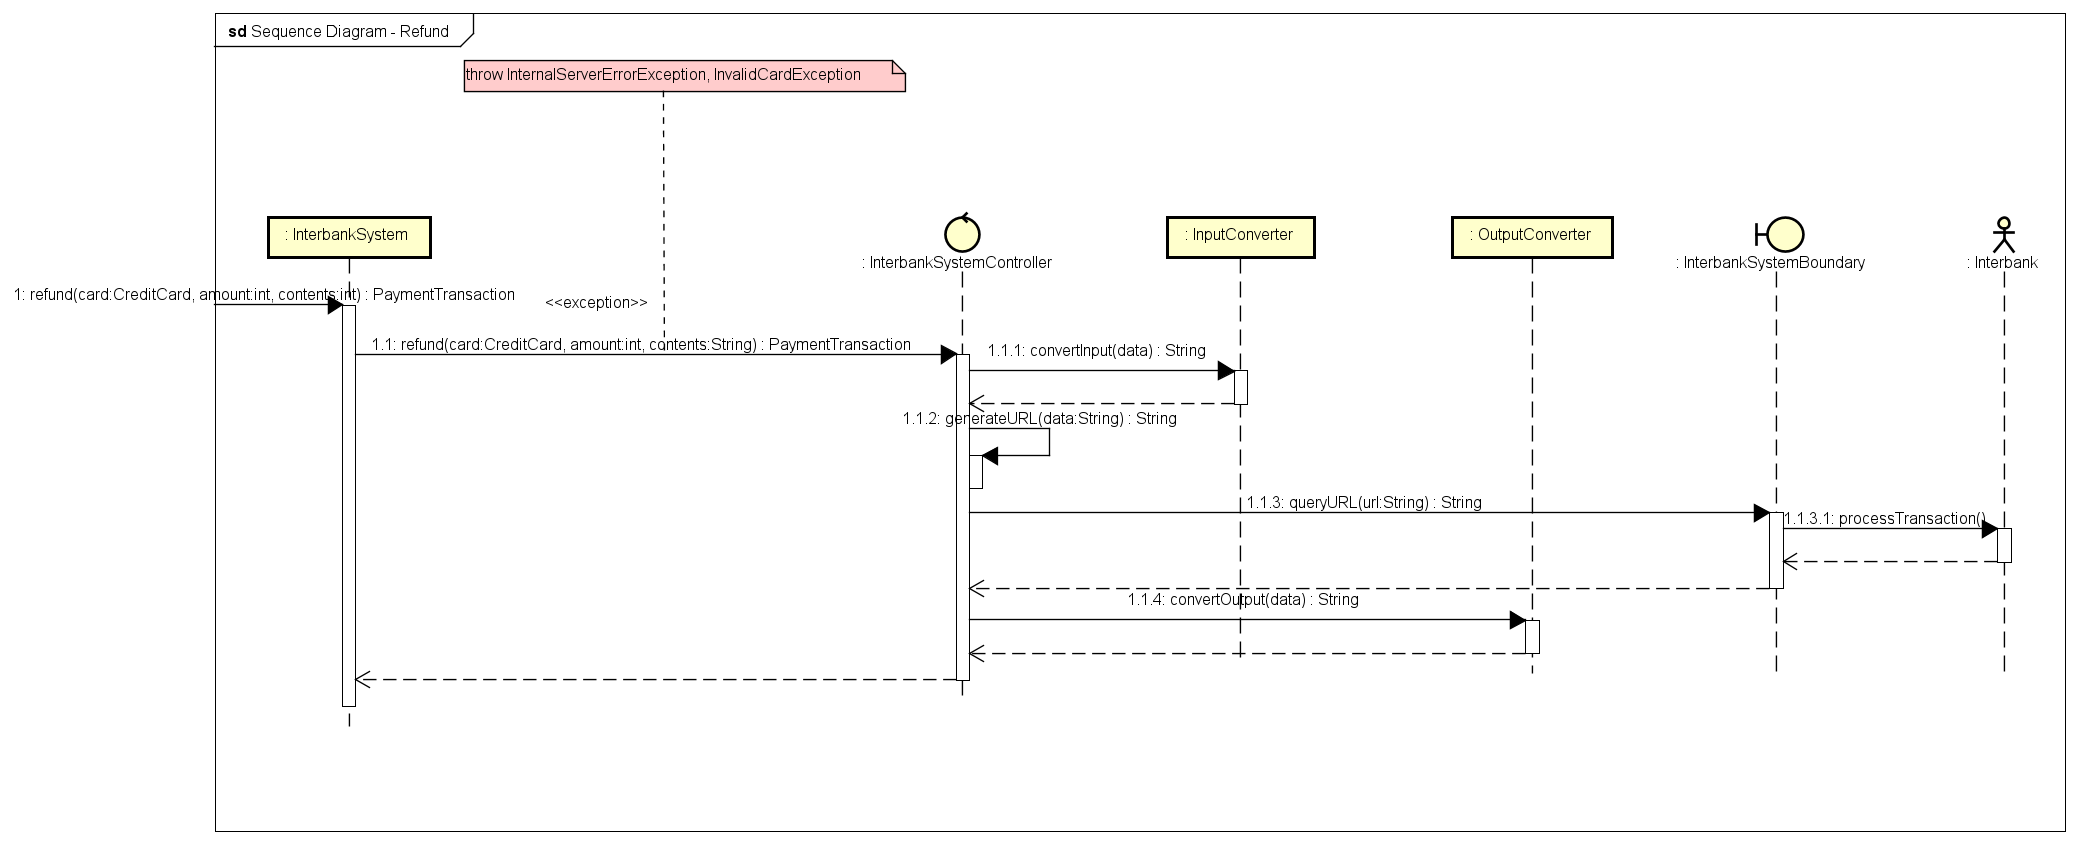 sd Sequence Diagram - Refund
throw InternalServerErrorException, InvalidCardException
: InterbankSystem
: InterbankSystemController
: InputConverter
: OutputConverter
: InterbankSystemBoundary
: Interbank
1: refund(card:CreditCard, amount:int, contents:int) : PaymentTransaction
<<exception>>
1.1: refund(card:CreditCard, amount:int, contents:String) : PaymentTransaction
1.1.1: convertInput(data) : String
1.1.2: generateURL(data:String) : String
1.1.3: queryURL(url:String) : String
1.1.3.1: processTransaction()
1.1.4: convertOutput(data) : String